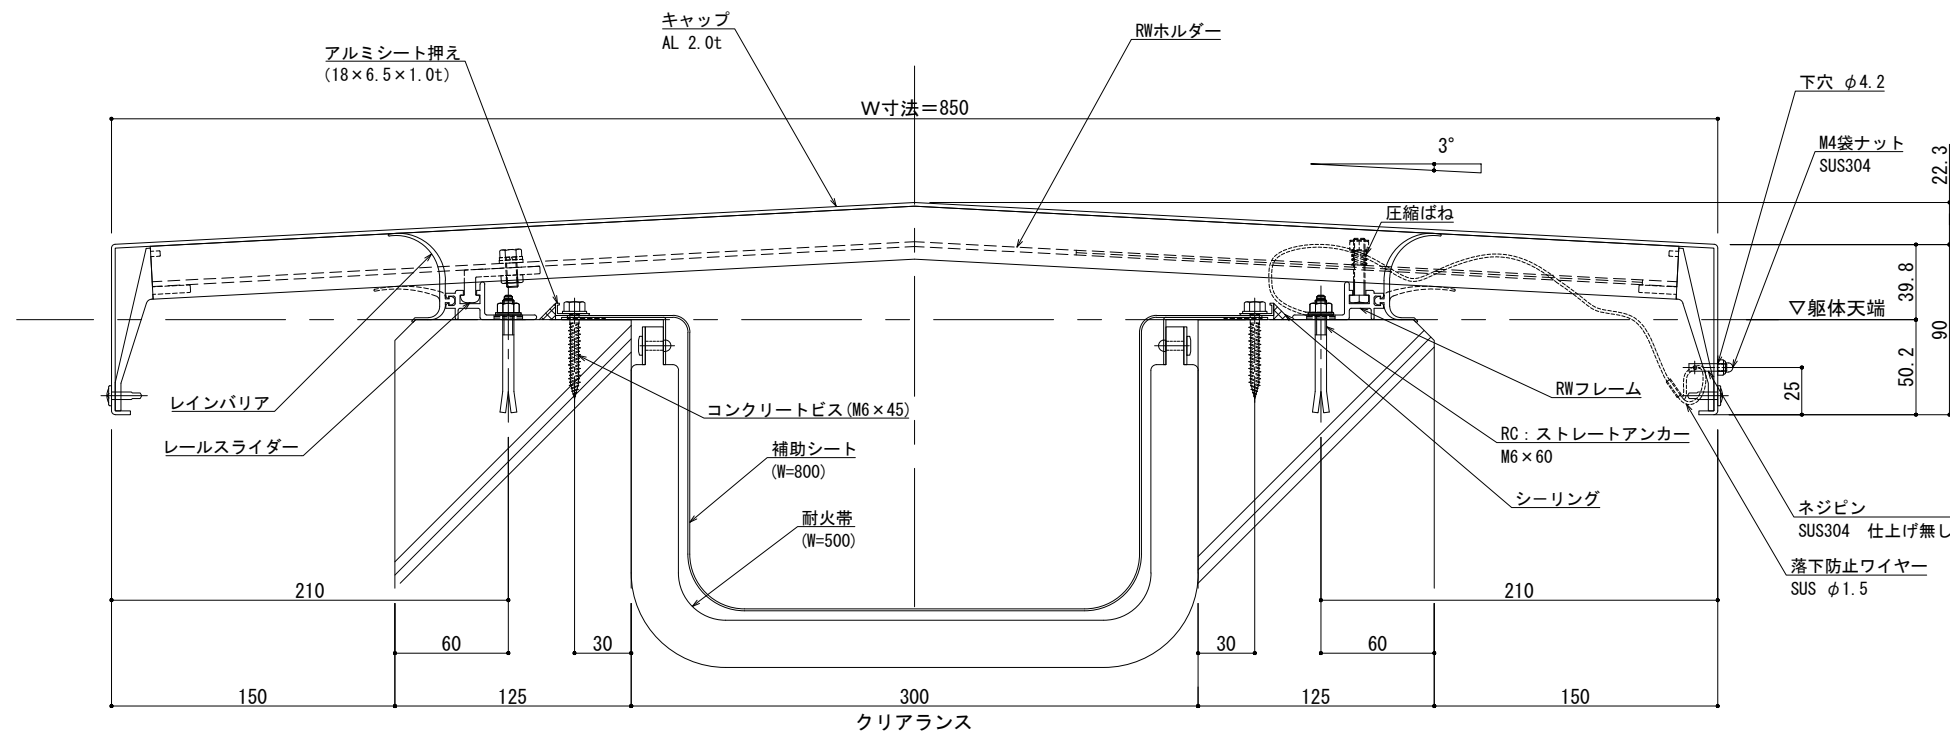 キャップ
AL 2.0t
RWホルダー
アルミシート押え
(18×6.5×1.0t)
下穴 φ4.2
W寸法=850
M4袋ナット
SUS304
3°
22.3
圧縮ばね
39.8
▽躯体天端
90
50.2
25
レインバリア
コンクリートビス(M6×45)
RWフレーム
レールスライダー
補助シート
(W=800)
RC:ストレートアンカー
M6×60
シーリング
耐火帯
(W=500)
ネジピン
SUS304 仕上げ無し
落下防止ワイヤー
SUS φ1.5
210
210
60
30
30
60
150
125
300
125
150
クリアランス